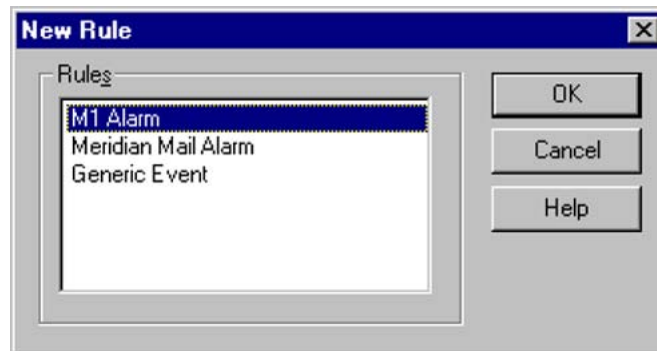 New Rule
Rules
M1 Alarm
Meridian Mail Alarm
Generic Event
OK
Cancel
Help